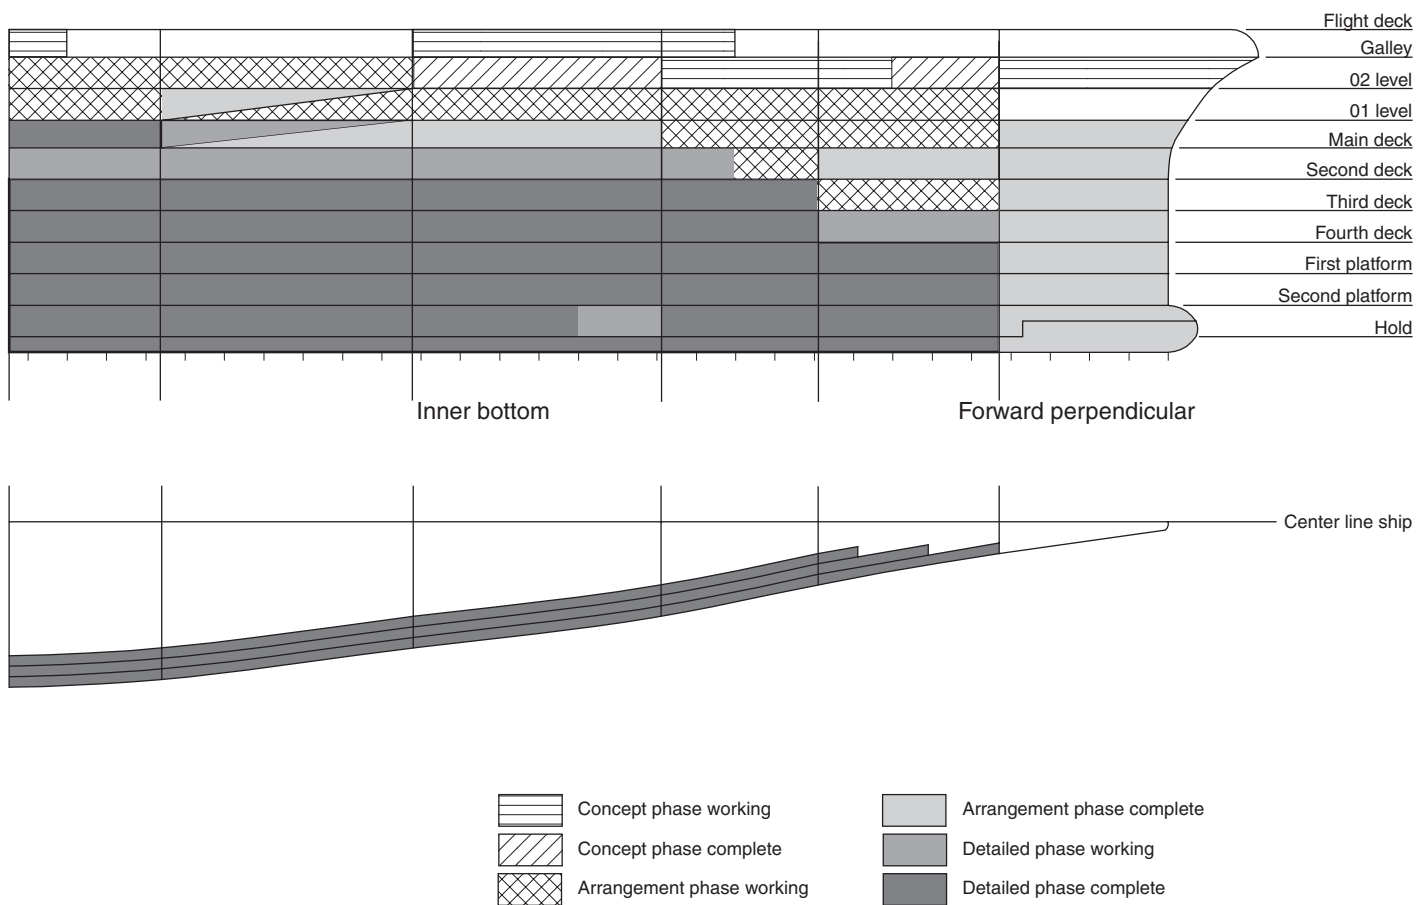 Flight deck
Galley
02 level
01 level
Main deck
Second deck
Third deck
Fourth deck
First platform
Second platform
Hold
Inner bottom
Forward perpendicular
Center line ship
Concept phase working
Concept phase complete
Arrangement phase working
Arrangement phase complete
Detailed phase working
Detailed phase complete